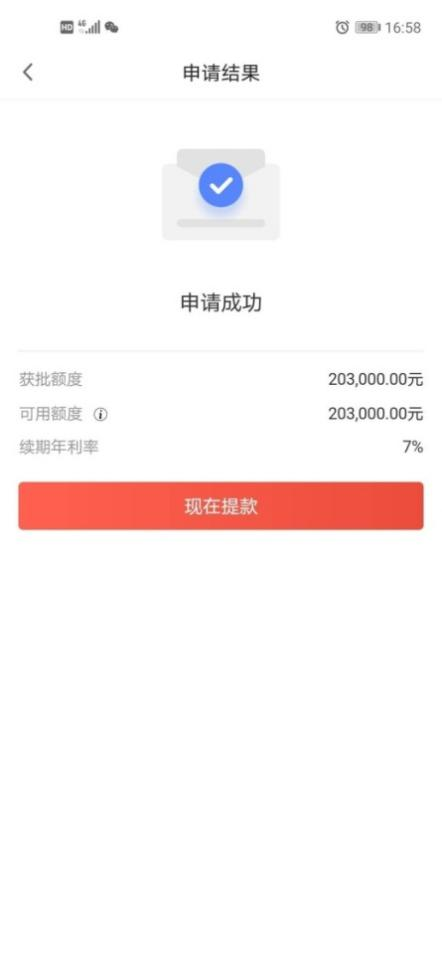 HD 4G 98 16:58
申请结果
申请成功
获批额度 203,000.00元
可用额度 i 203,000.00元
续期年利率 7%
现在提款